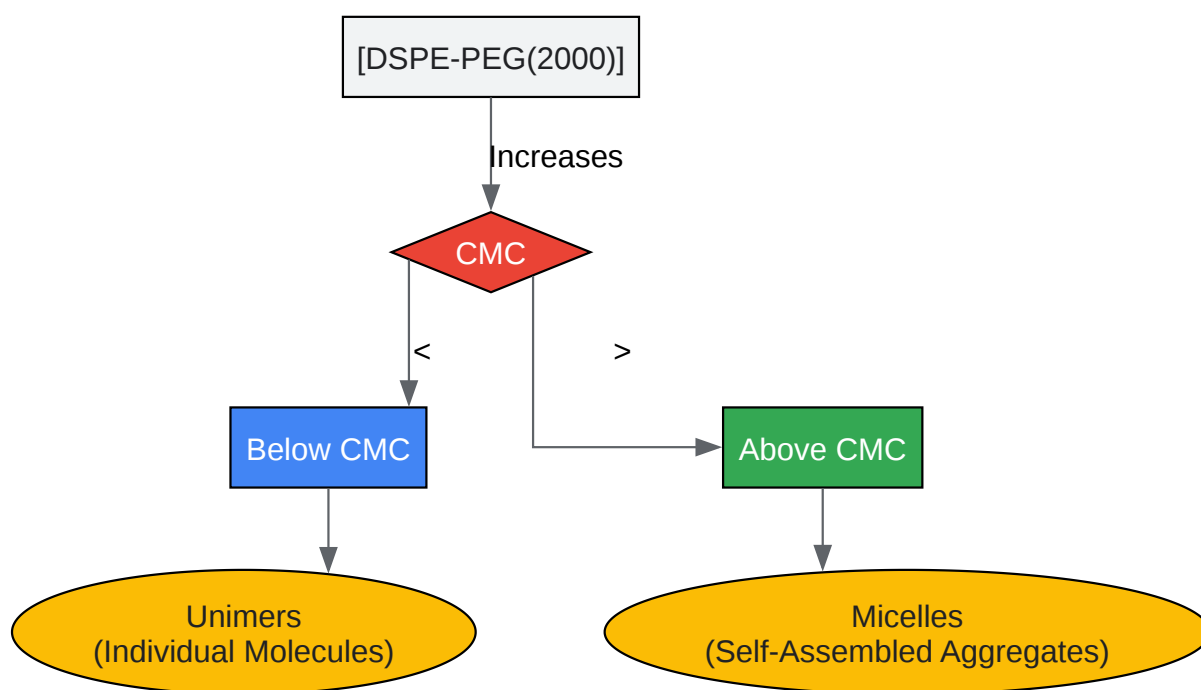 [DSPE-PEG(2000)]
Increases
CMC
<
>
Below CMC
Above CMC
Unimers
(Individual Molecules)
Micelles
(Self-Assembled Aggregates)